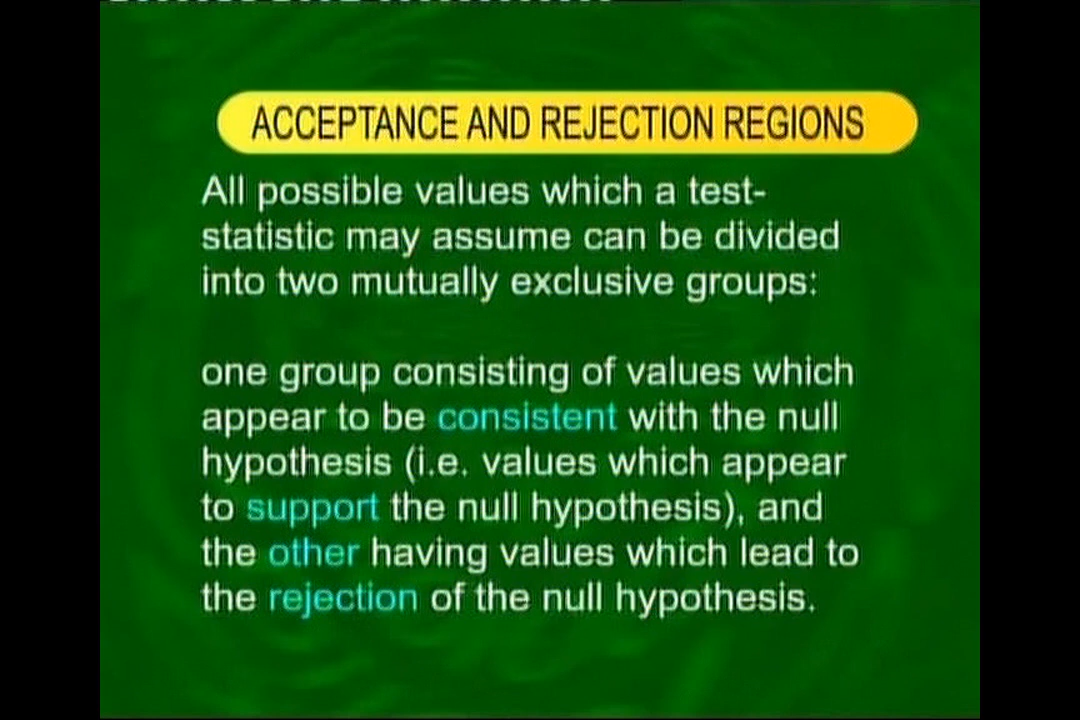 ACCEPTANCE AND REJECTION REGIONS
All possible values which a test-
statistic may assume can be divided
into two mutually exclusive groups:
one group consisting of values which
appear to be consistent with the null
hypothesis (i.e. values which appear
to support the null hypothesis), and
the other having values which lead to
the rejection of the null hypothesis.